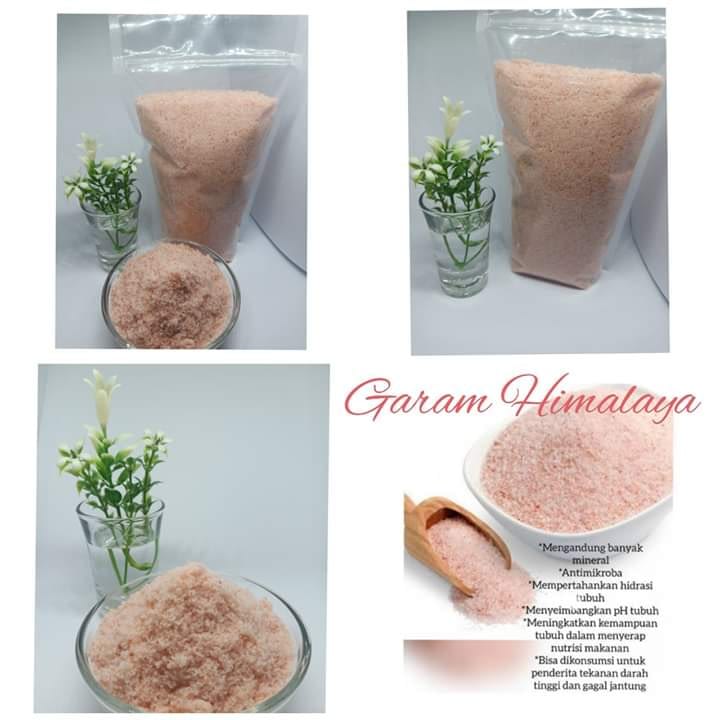 Garam Himalaya
*Mengandung banyak
mineral
*Antimikroba
*Mempertahankan hidrasi
tubuh
*Menyeimbangkan pH tubuh
*Meningkatkan kemampuan
tubuh dalam menyerap
nutrisi makanan
*Bisa dikonsumsi untuk
penderita tekanan darah
tinggi dan gagal jantung